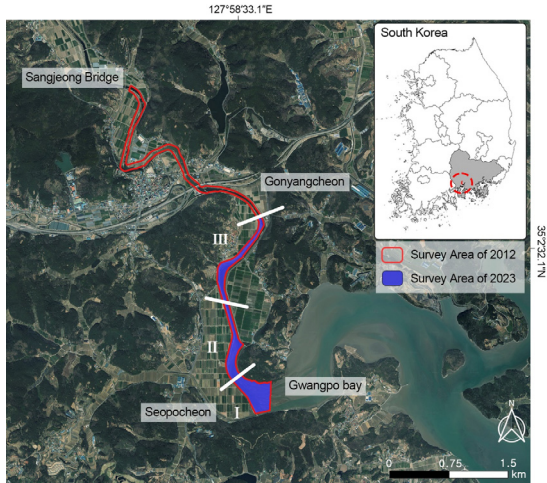 127°58'33.1"E
South Korea
Sangjeong Bridge
Gonyangcheon
III
35°2'32.1"N
Survey Area of 2012
Survey Area of 2023
II
Gwangpo bay
Seopocheon
I
N
0 0.75 1.5
km